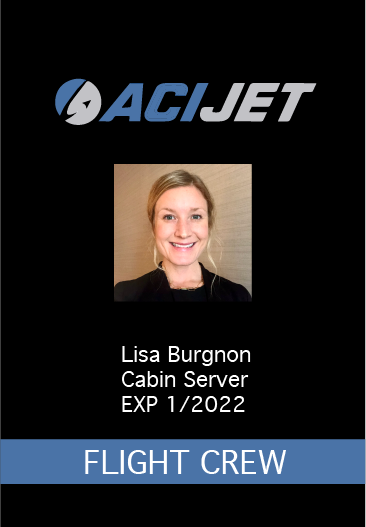 ACIJET
Lisa Burgnon
Cabin Server
EXP 1/2022
FLIGHT CREW